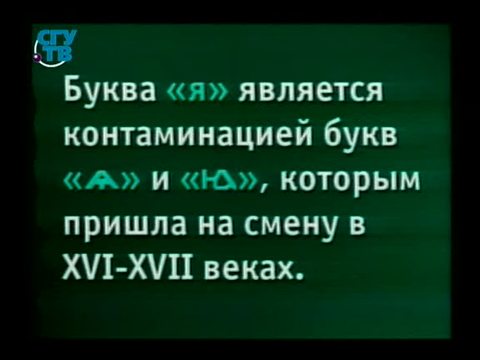 СГУ
ТВ
Буква «я» является
контаминацией букв
«Ѧ» и «Ꙗ», которым
пришла на смену в
XVI-XVII веках.